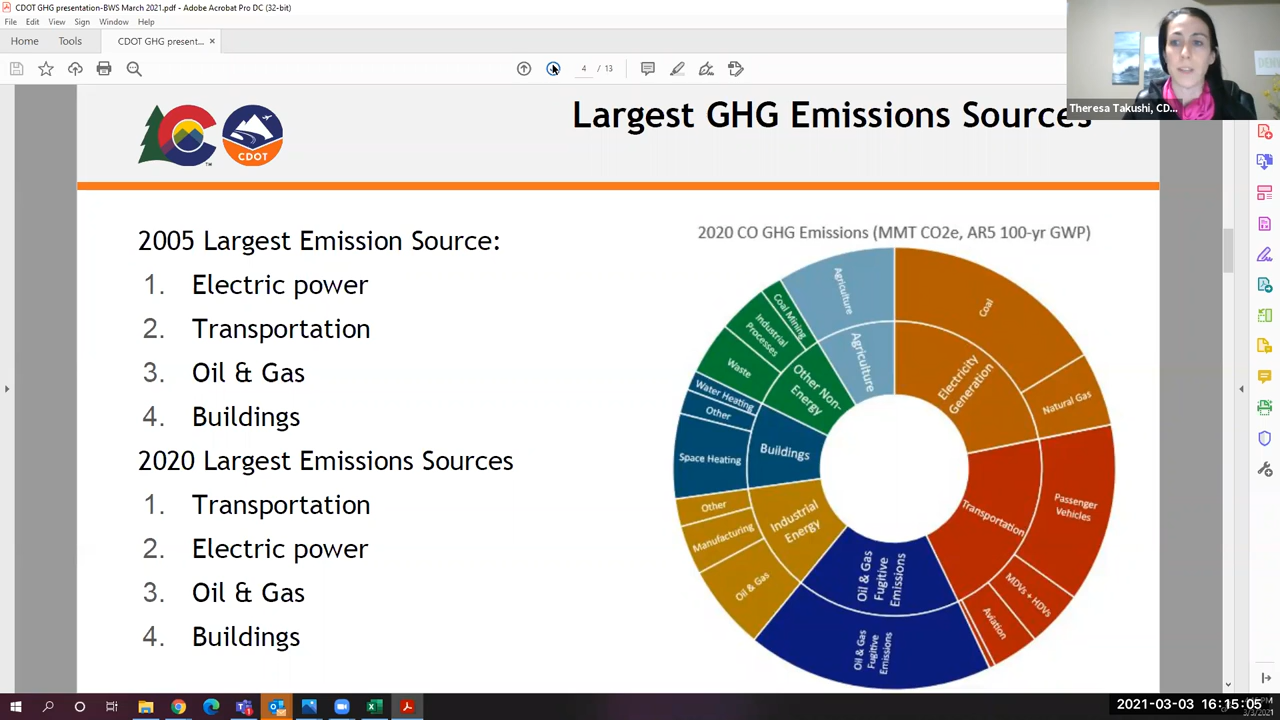 CDOT GHG presentation-BWS March 2021.pdf - Adobe Acrobat Pro DC (32-bit)
File Edit View Sign Window Help
Home Tools CDOT GHG present... ×
4 / 13
Theresa Takushi, CD...
CDOT
Largest GHG Emissions Sources
2005 Largest Emission Source:
1. Electric power
2. Transportation
3. Oil & Gas
4. Buildings
2020 Largest Emissions Sources
1. Transportation
2. Electric power
3. Oil & Gas
4. Buildings
2020 CO GHG Emissions (MMT CO2e, AR5 100-yr GWP)
Coal
Natural Gas
Electricity
Generation
Passenger
Vehicles
MDVs + HDVs
Aviation
Transportation
Oil & Gas
Fugitive
Emissions
Oil & Gas
Fugitive
Emissions
Industrial
Energy
Oil & Gas
Manufacturing
Other
Buildings
Space Heating
Other
Water Heating
Other Non-
Energy
Waste
Industrial
Processes
Coal Mining
Agriculture
Agriculture
2021-03-03 16:15:05